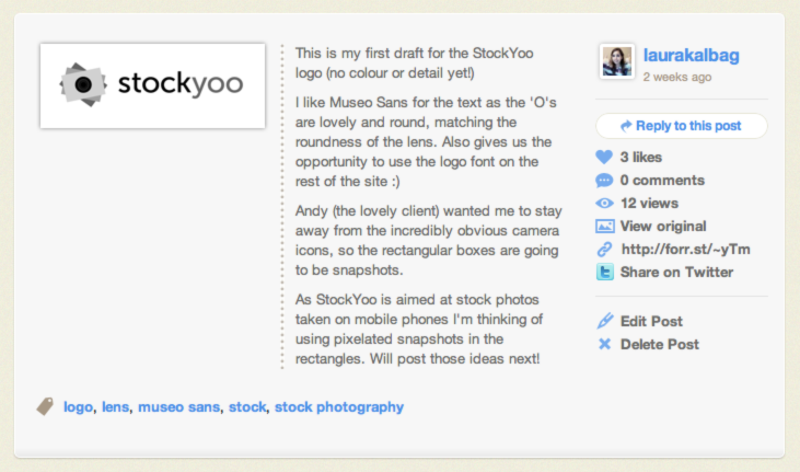 stockyoo
This is my first draft for the StockYoo
logo (no colour or detail yet!)
I like Museo Sans for the text as the 'O's
are lovely and round, matching the
roundness of the lens. Also gives us the
opportunity to use the logo font on the
rest of the site :)
Andy (the lovely client) wanted me to stay
away from the incredibly obvious camera
icons, so the rectangular boxes are going
to be snapshots.
As StockYoo is aimed at stock photos
taken on mobile phones I'm thinking of
using pixelated snapshots in the
rectangles. Will post those ideas next!
laurakalbag
2 weeks ago
Reply to this post
3 likes
0 comments
12 views
View original
http://forr.st/~yTm
Share on Twitter
Edit Post
Delete Post
logo, lens, museo sans, stock, stock photography